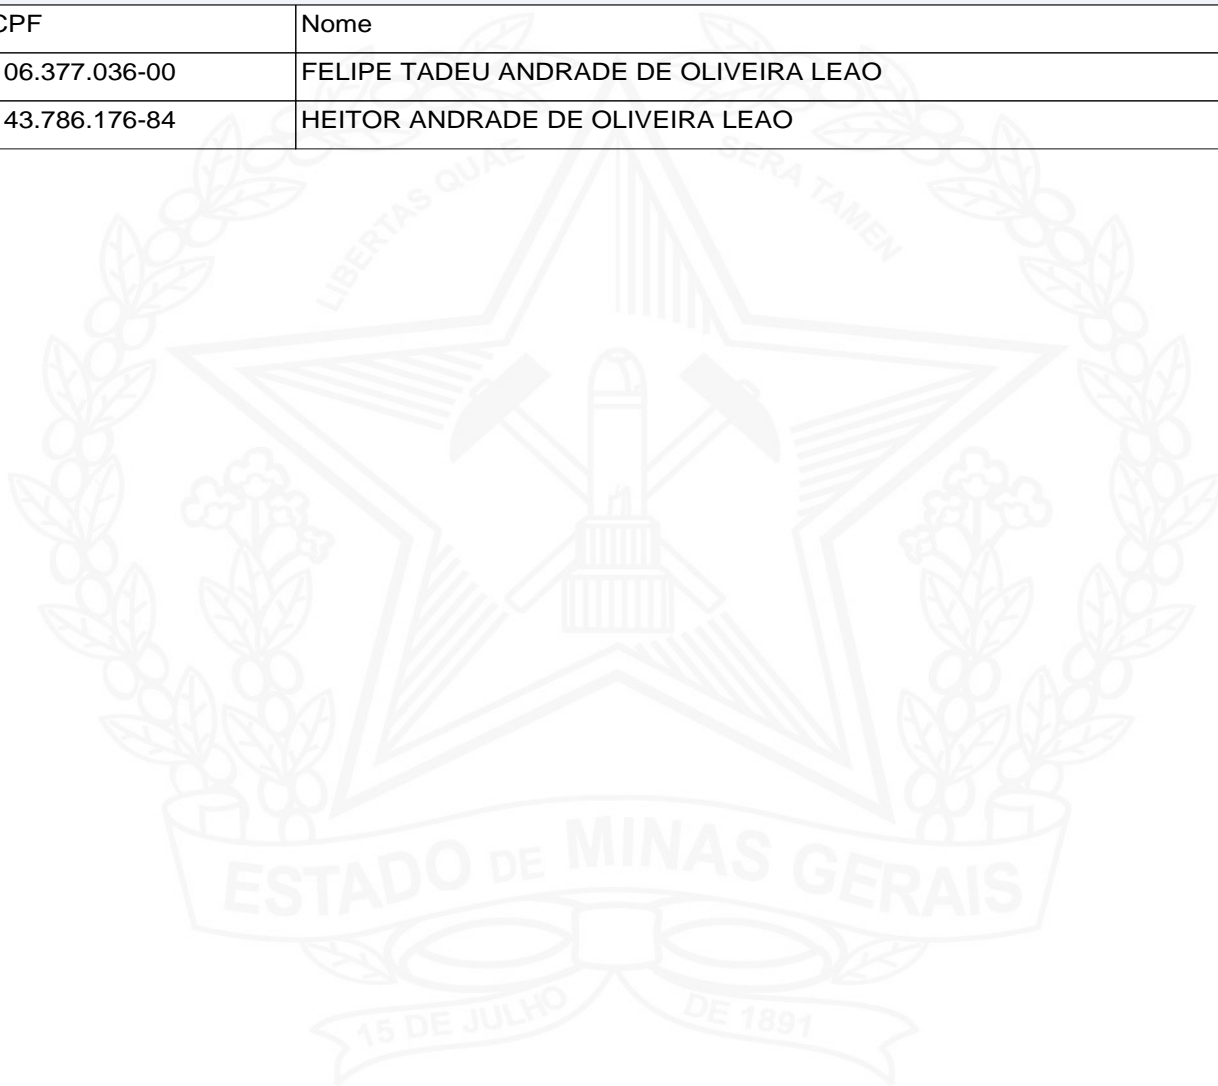 CPF Nome
06.377.036-00 FELIPE TADEU ANDRADE DE OLIVEIRA LEAO
43.786.176-84 HEITOR ANDRADE DE OLIVEIRA LEAO
LIBERTAS QUAE SERA TAMEN
ESTADO DE MINAS GERAIS
15 DE JULHO DE 1891